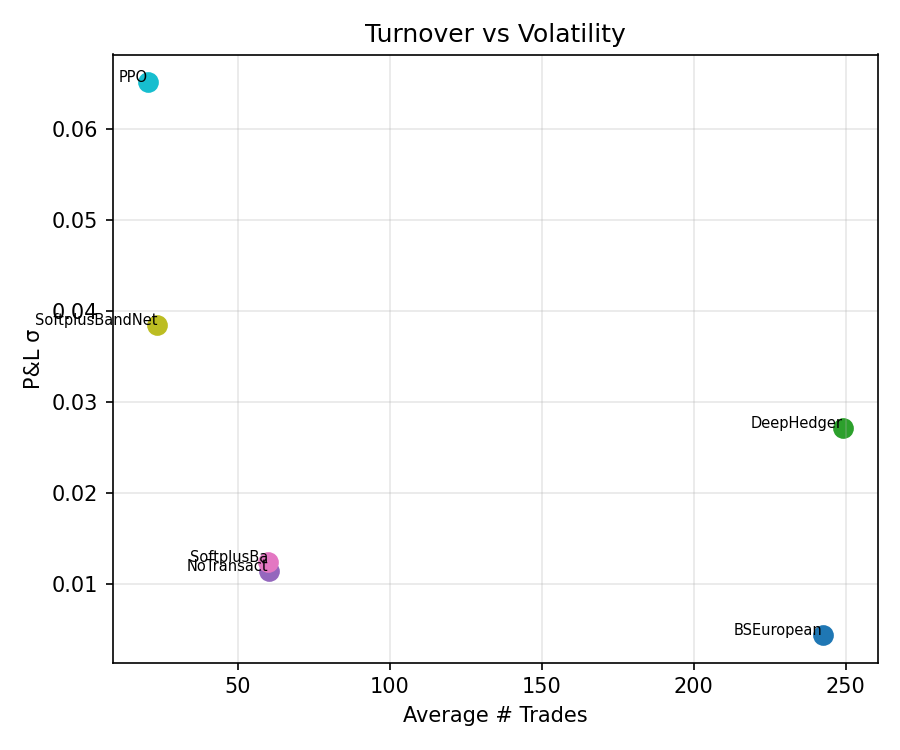 Turnover vs Volatility
PPO
0.06
0.05
0.04
SoftplusBandNet
P&L σ
0.03
DeepHedger
0.02
SoftplusBa
NoTransact
0.01
BSEuropean
50
100
150
200
250
Average # Trades